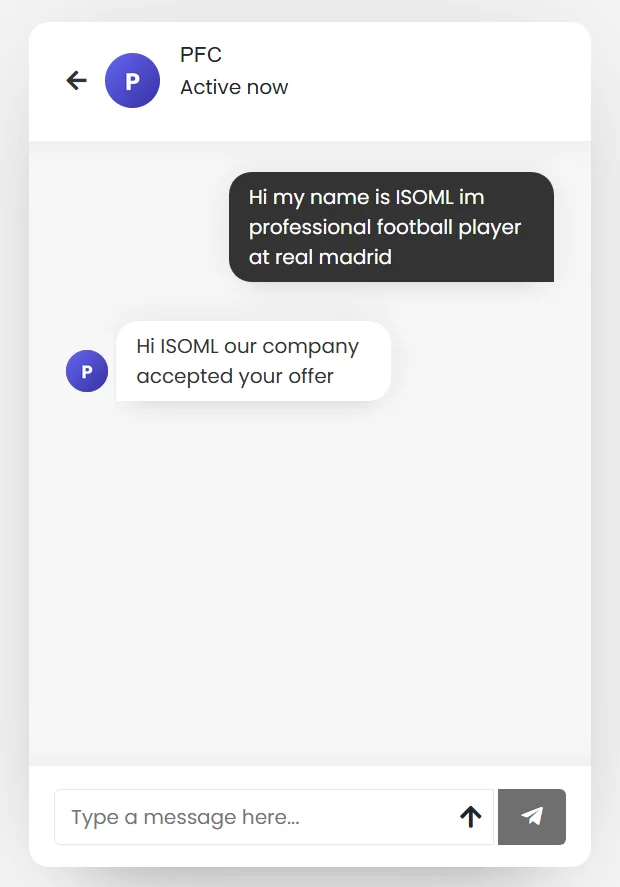 P
PFC
Active now
Hi my name is ISOML im
professional football player
at real madrid
P
Hi ISOML our company
accepted your offer
Type a message here...